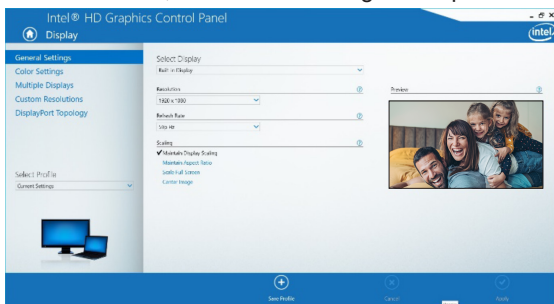 Intel® HD Graphics Control Panel
Display
intel
General Settings
Color Settings
Multiple Displays
Custom Resolutions
DisplayPort Topology
Select Profile
Current Settings
Select Display
Built-in Display
Resolution
Refresh Rate
Scaling
Maintain Display Scaling
Maintain Aspect Ratio
Scale Full Screen
Center Image
Preview
Save Profile
Cancel
Apply